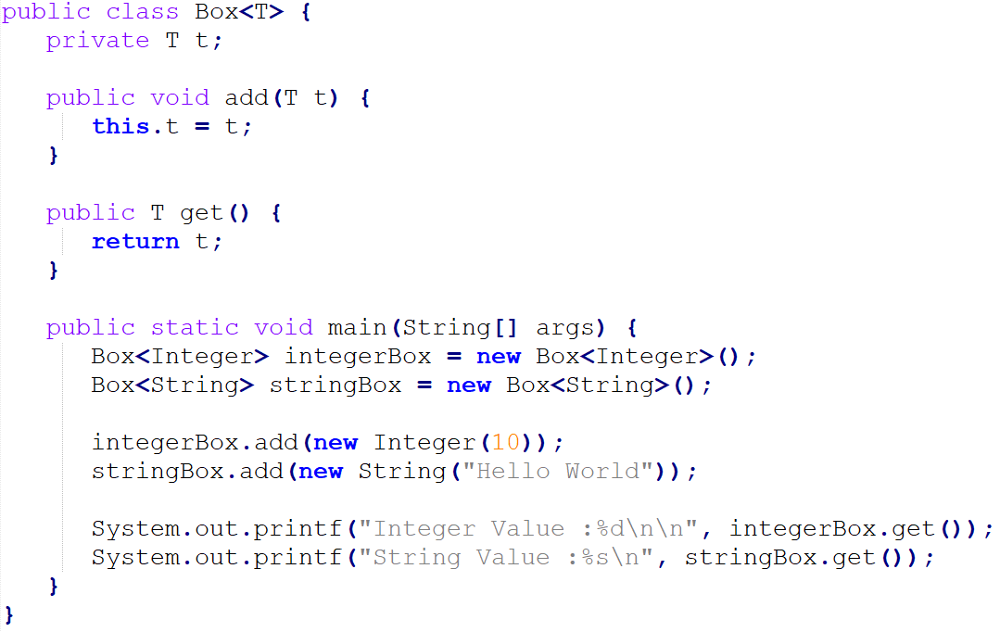 public class Box<T> {
   private T t;

   public void add(T t) {
      this.t = t;
   }

   public T get() {
      return t;
   }

   public static void main(String[] args) {
      Box<Integer> integerBox = new Box<Integer>();
      Box<String> stringBox = new Box<String>();

      integerBox.add(new Integer(10));
      stringBox.add(new String("Hello World"));

      System.out.printf("Integer Value :%d\n\n", integerBox.get());
      System.out.printf("String Value :%s\n", stringBox.get());
   }
}